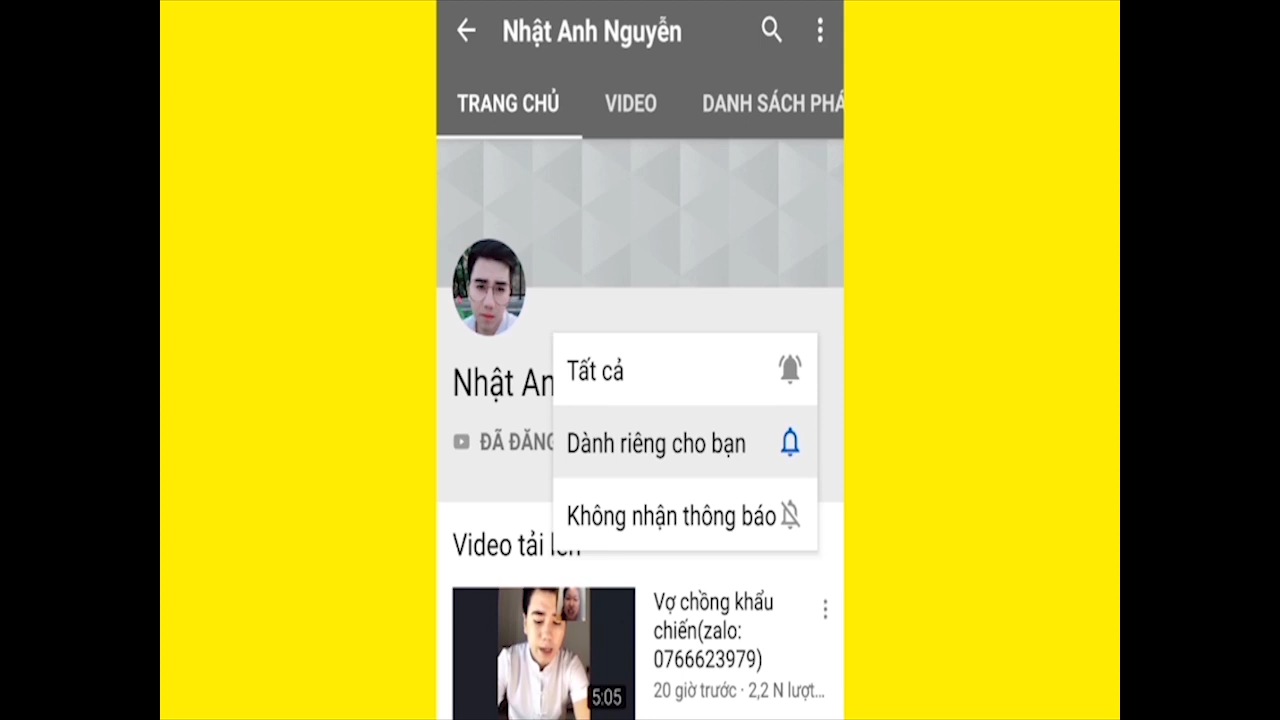 Nhật Anh Nguyễn
TRANG CHỦ VIDEO DANH SÁCH PHÁ
Nhật An
Tất cả
ĐÃ ĐĂNG
Dành riêng cho bạn
Không nhận thông báo
Video tải lên
Vợ chồng khẩu
chiến(zalo:
0766623979)
20 giờ trước · 2,2 N lượt...
5:05